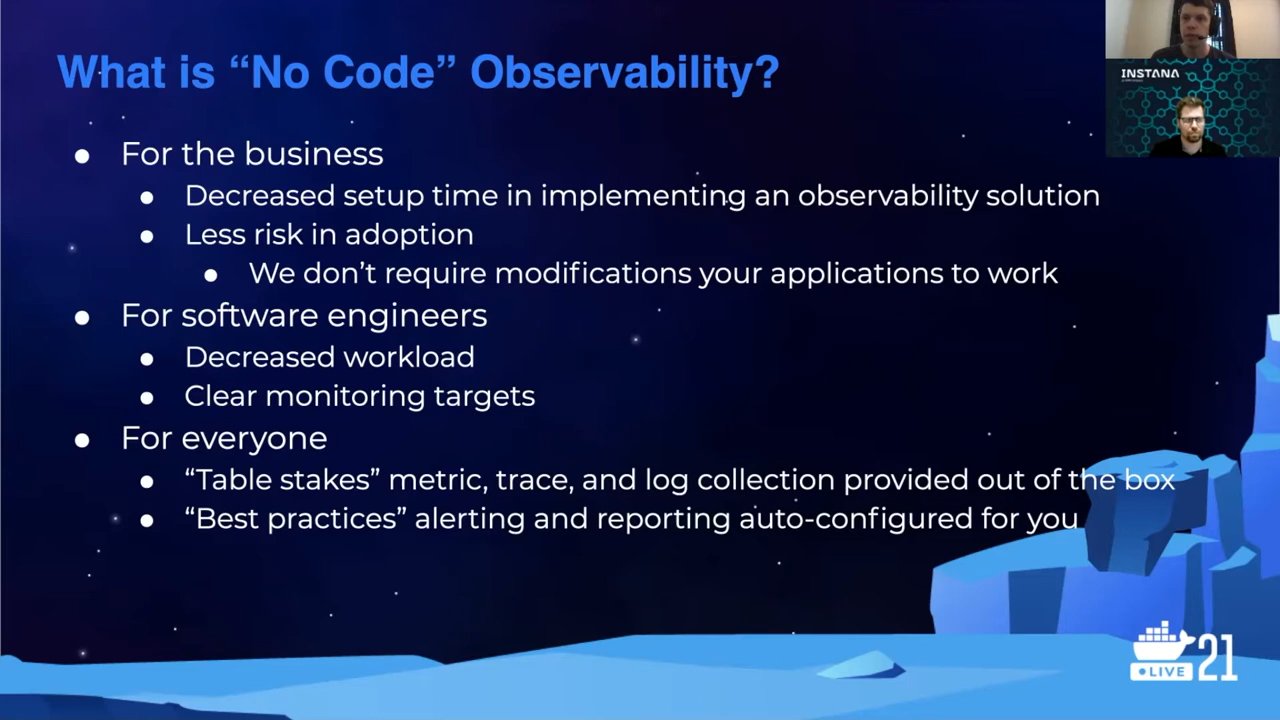 What is “No Code” Observability?
INSTANA
● For the business
● Decreased setup time in implementing an observability solution
● Less risk in adoption
● We don’t require modifications your applications to work
● For software engineers
● Decreased workload
● Clear monitoring targets
● For everyone
● “Table stakes” metric, trace, and log collection provided out of the box
● “Best practices” alerting and reporting auto-configured for you
LIVE 21